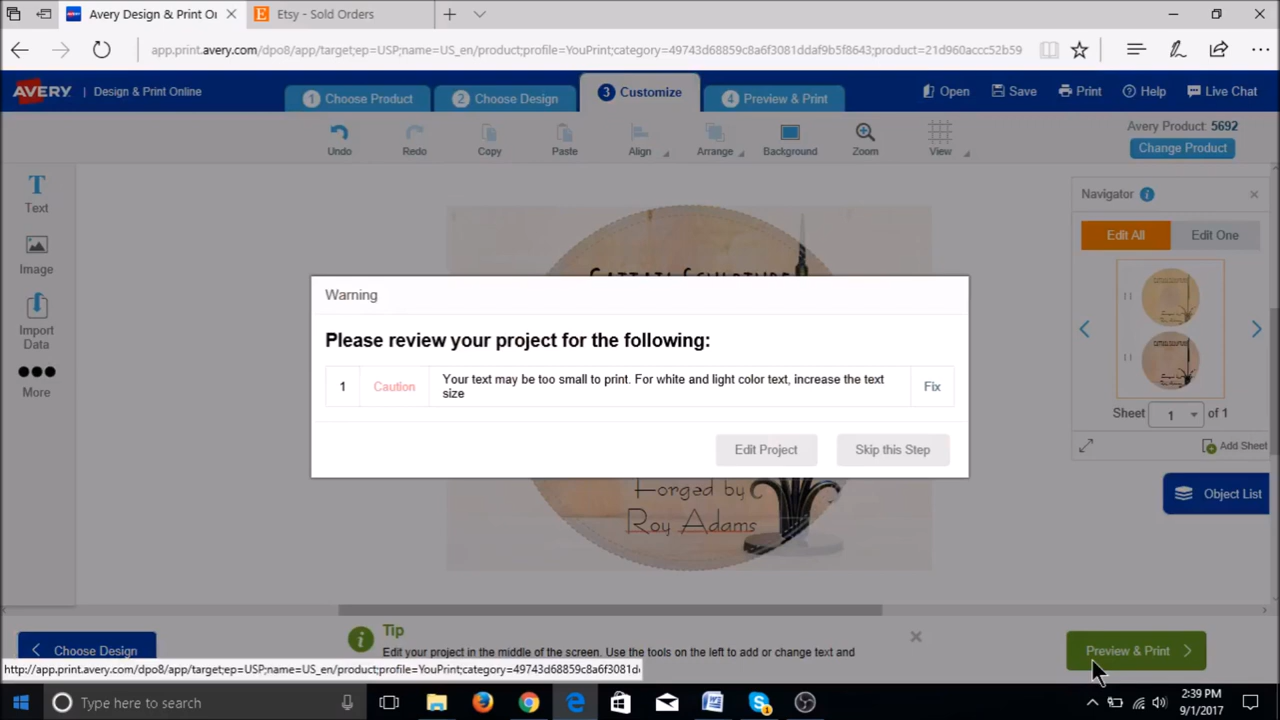 Avery Design & Print Or
Etsy - Sold Orders
app.print.avery.com/dpo8/app/target;ep=USP;name=US_en/product;profile=YouPrint;category=49743d68859c8a6f3081ddaf9b5f8643;product=21d960accc52b59
AVERY
Design & Print Online
1 Choose Product
2 Choose Design
3 Customize
4 Preview & Print
Open
Save
Print
Help
Live Chat
Undo
Redo
Copy
Paste
Align
Arrange
Background
Zoom
View
Avery Product: 5692
Change Product
Text
Image
Import
Data
More
Navigator
Edit All
Edit One
Sheet 1 of 1
Add Sheet
Object List
Cattail Sculpture
Warning
Please review your project for the following:
1 Caution Your text may be too small to print. For white and light color text, increase the text
size
Fix
Edit Project
Skip this Step
Forged by
Roy Adams
Choose Design
Tip
Edit your project in the middle of the screen. Use the tools on the left to add or change text and
Preview & Print
http://app.print.avery.com/dpo8/app/target;ep=USP;name=US_en/product;profile=YouPrint;category=49743d68859c8a6f3081d
Type here to search
2:39 PM
9/1/2017